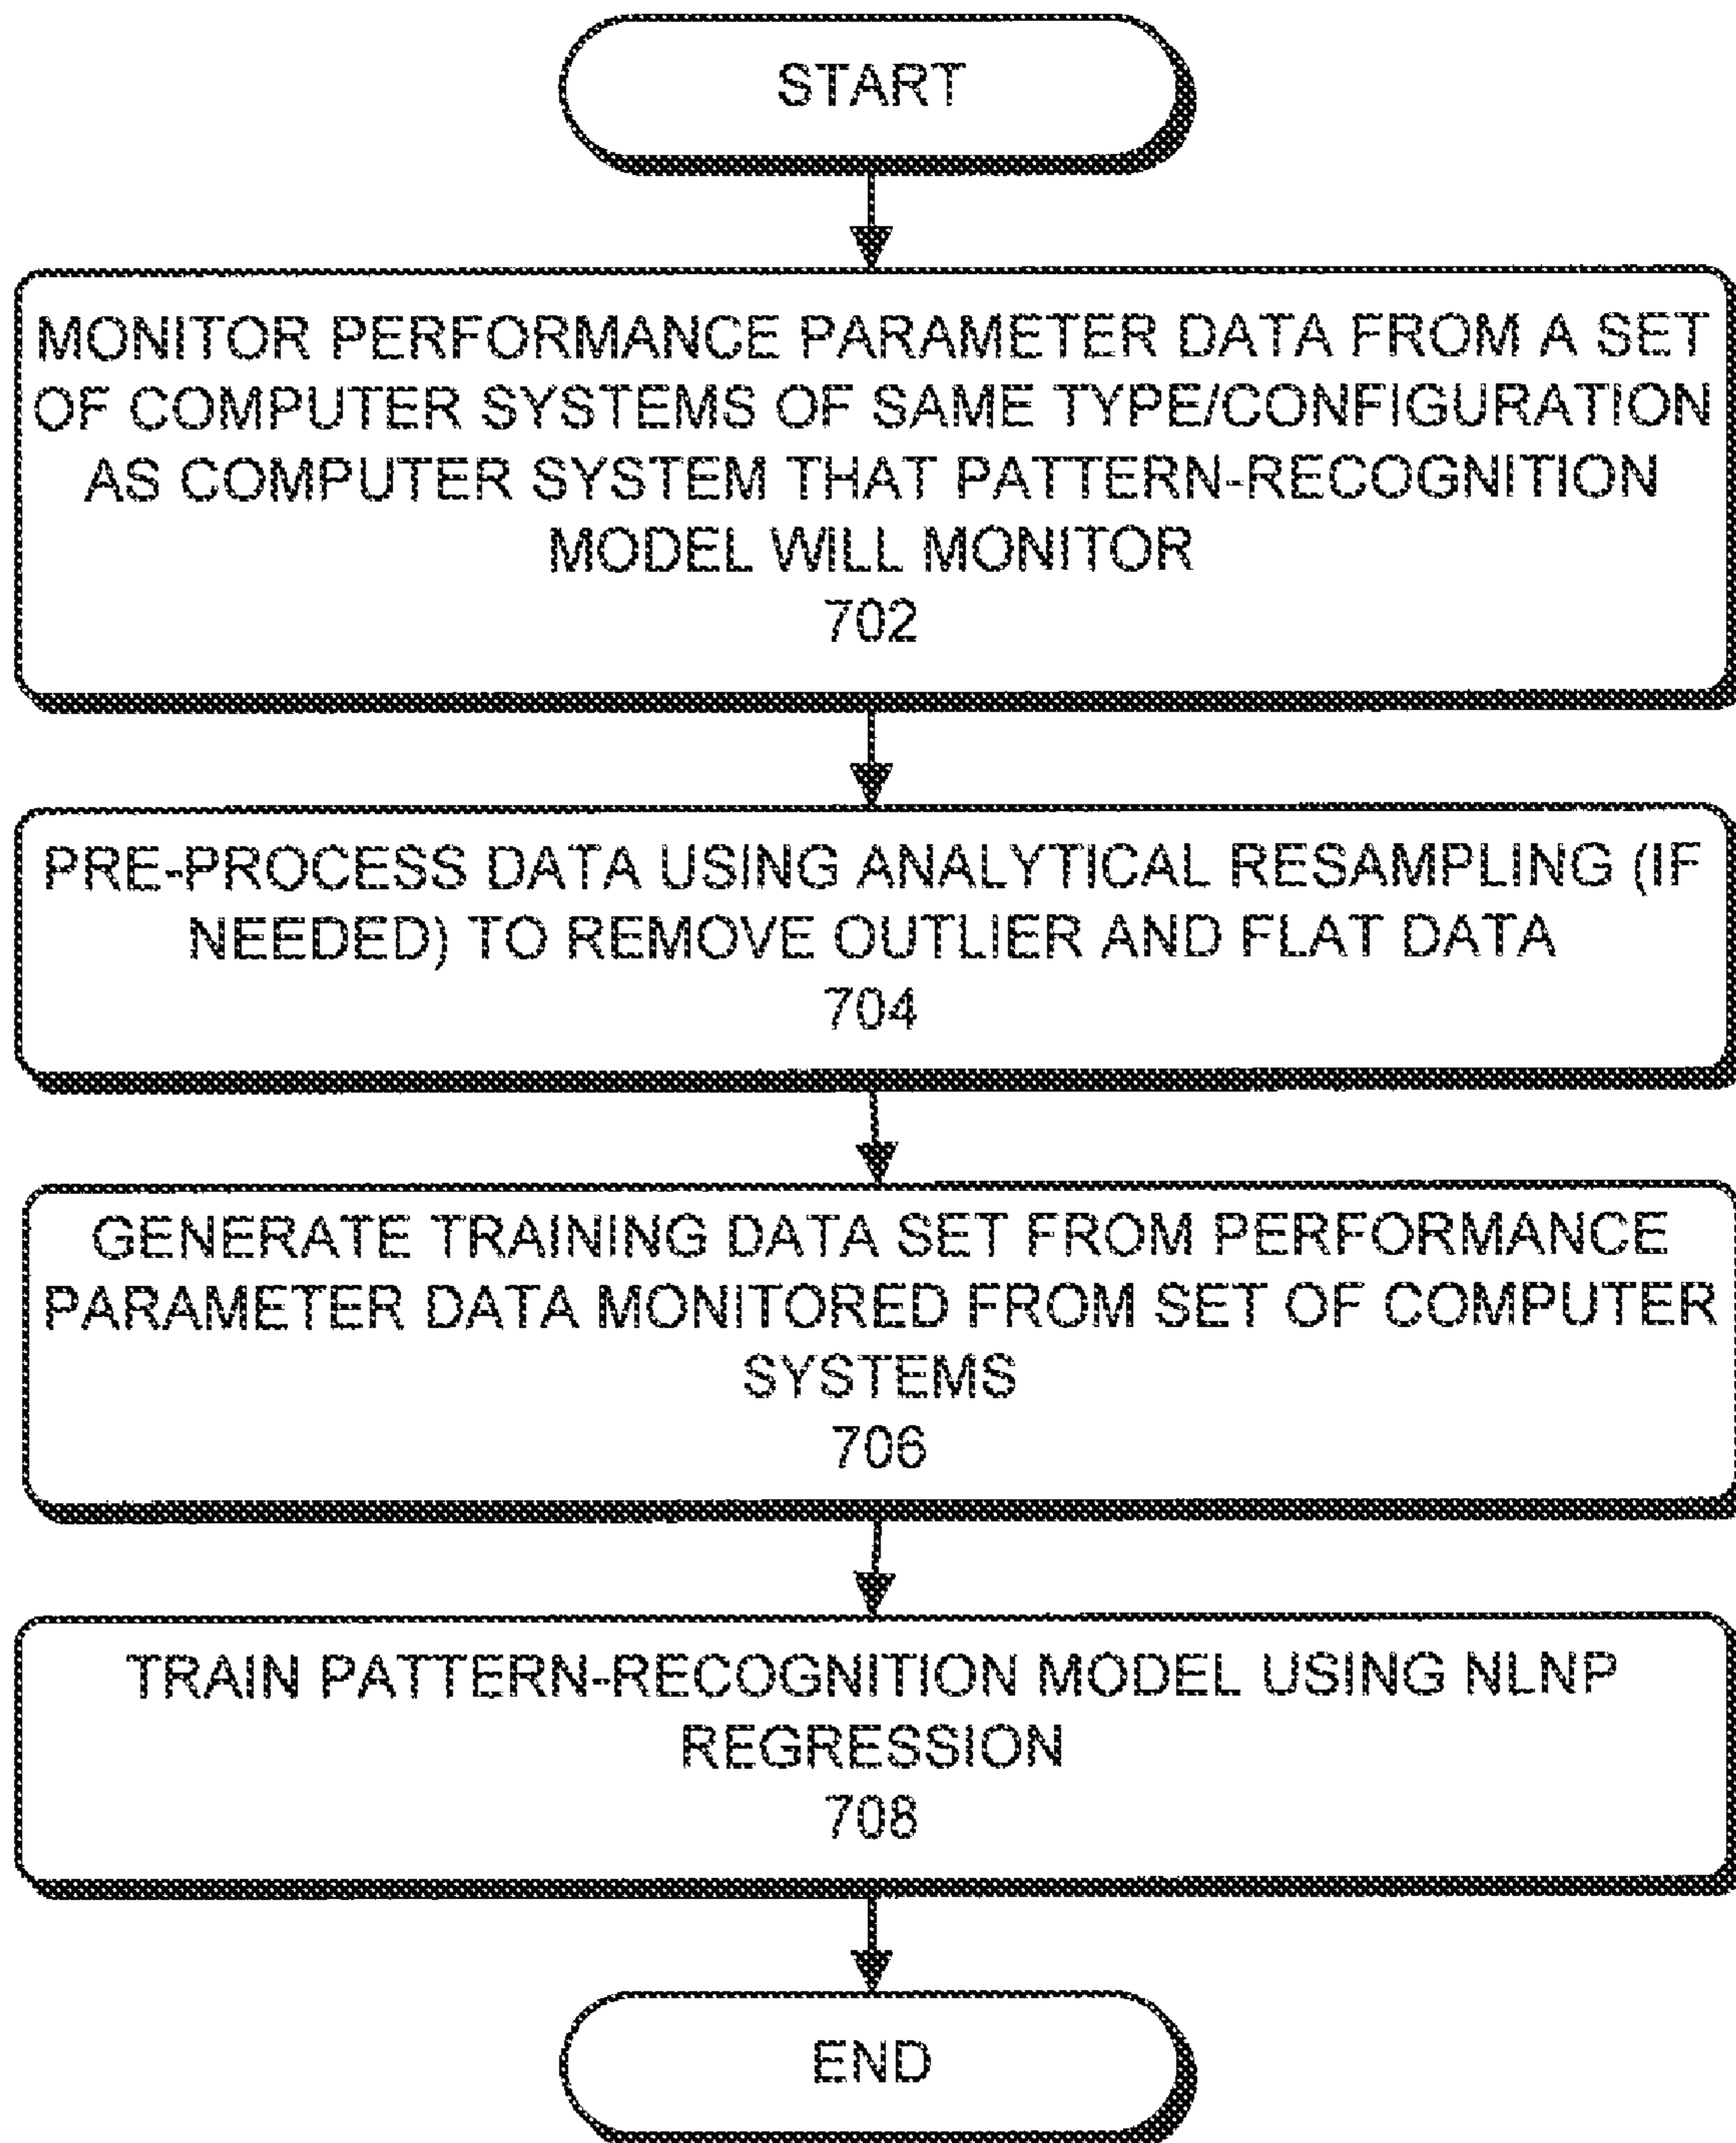 START
MONITOR PERFORMANCE PARAMETER DATA FROM A SET
OF COMPUTER SYSTEMS OF SAME TYPE/CONFIGURATION
AS COMPUTER SYSTEM THAT PATTERN-RECOGNITION
MODEL WILL MONITOR
702
PRE-PROCESS DATA USING ANALYTICAL RESAMPLING (IF
NEEDED) TO REMOVE OUTLIER AND FLAT DATA
704
GENERATE TRAINING DATA SET FROM PERFORMANCE
PARAMETER DATA MONITORED FROM SET OF COMPUTER
SYSTEMS
706
TRAIN PATTERN-RECOGNITION MODEL USING NLNP
REGRESSION
708
END